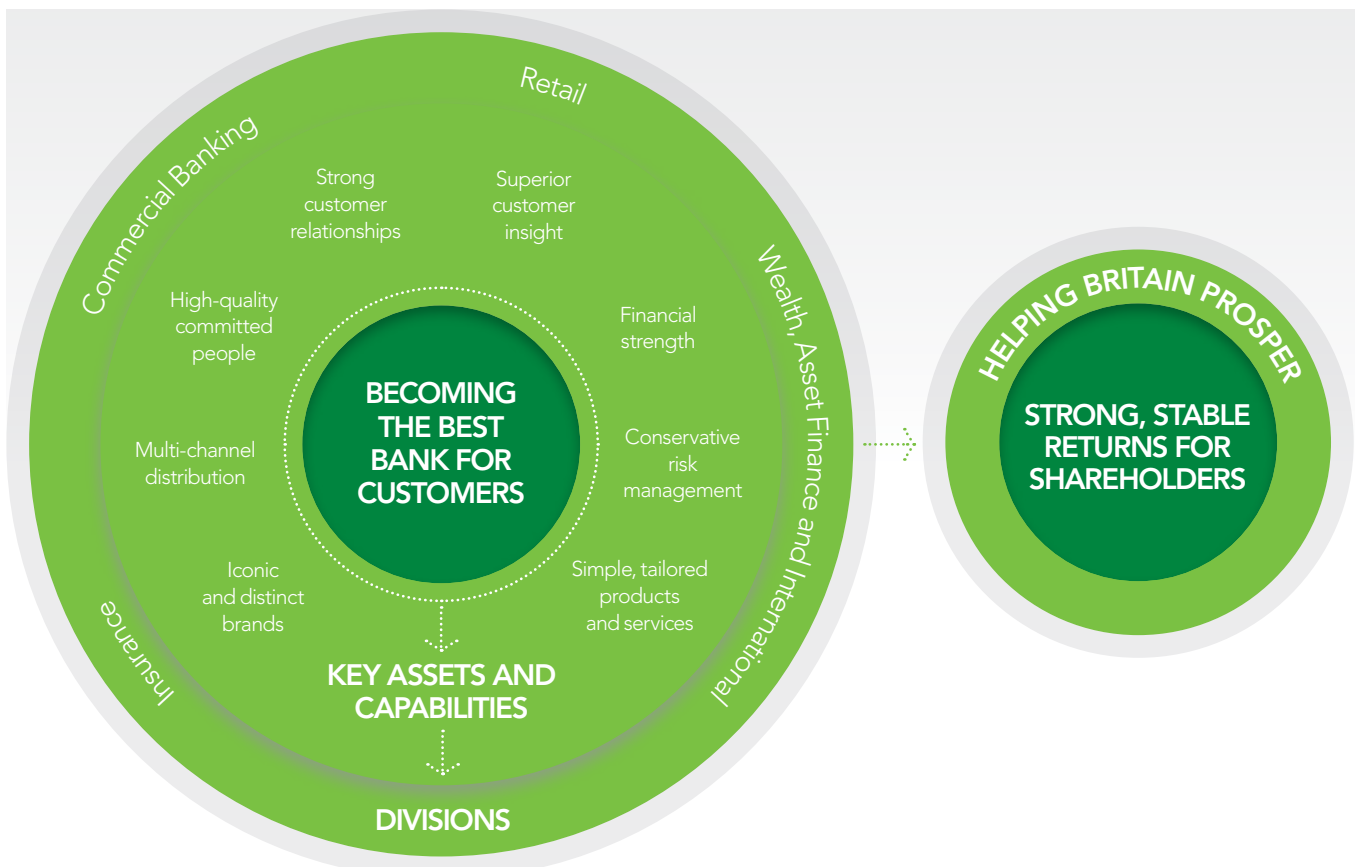 Retail
Commercial Banking
Wealth, Asset Finance and International
Insurance
Strong
customer
relationships
Superior
customer
insight
High-quality
committed
people
Financial
strength
Multi-channel
distribution
Conservative
risk
management
Iconic
and distinct
brands
Simple, tailored
products
and services
BECOMING
THE BEST
BANK FOR
CUSTOMERS
KEY ASSETS AND
CAPABILITIES
DIVISIONS
HELPING BRITAIN PROSPER
STRONG, STABLE
RETURNS FOR
SHAREHOLDERS